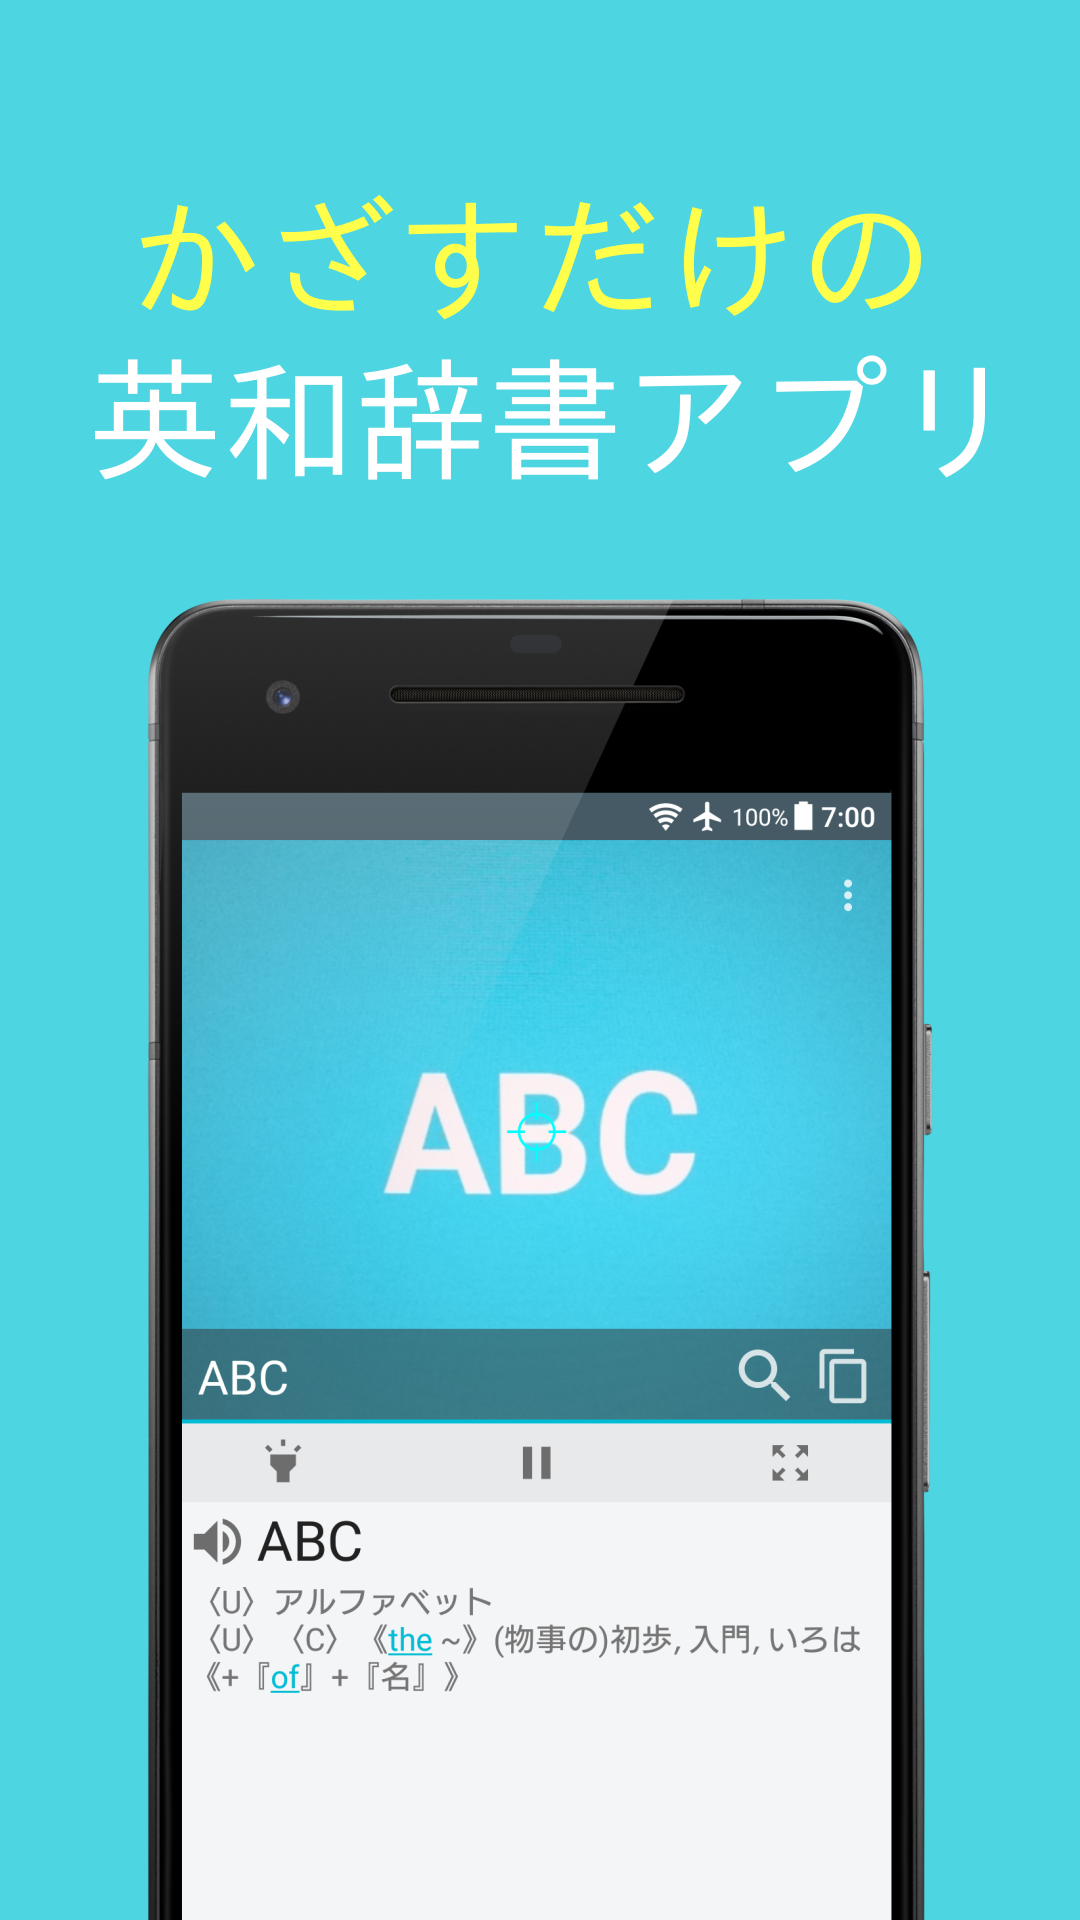 かざすだけの
英和辞書アプリ
100% 7:00
ABC
ABC
ABC
〈U〉 アルファベット
〈U〉 〈C〉 《the ~》(物事の)初歩, 入門, いろは
《+『of』+『名』》